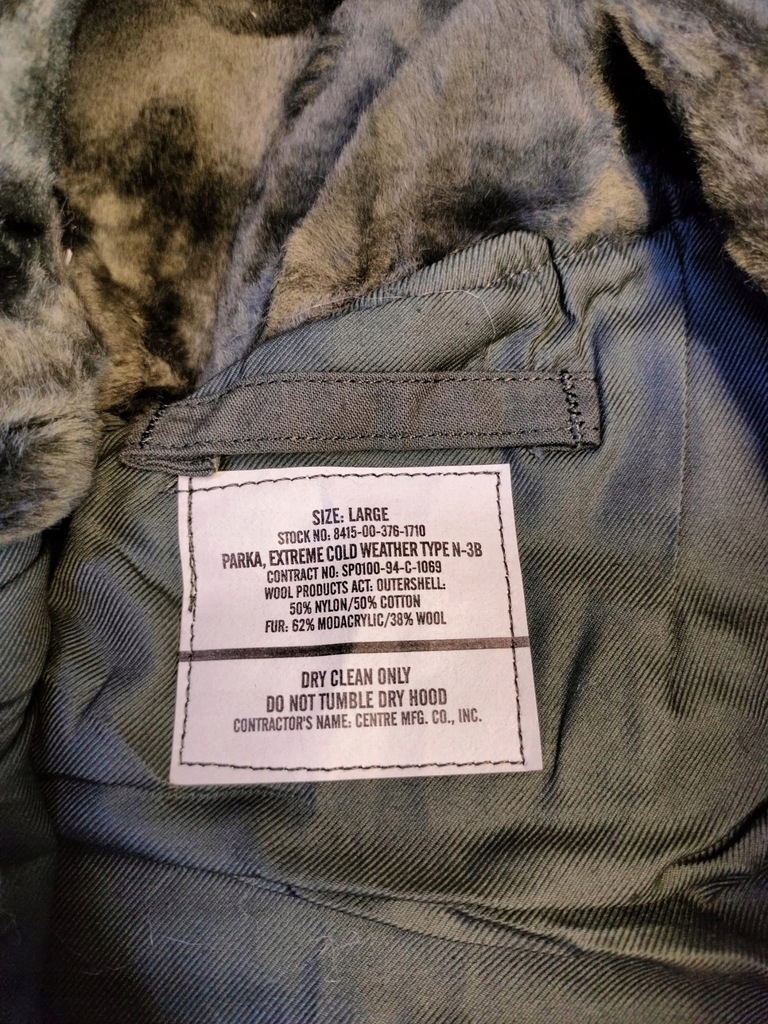 SIZE: LARGE
STOCK NO: 8415-00-376-1710
PARKA, EXTREME COLD WEATHER TYPE N-3B
CONTRACT NO: SPO100-94-C-1069
WOOL PRODUCTS ACT: OUTERSHELL:
50% NYLON/50% COTTON
FUR: 62% MODACRYLIC/38% WOOL
DRY CLEAN ONLY
DO NOT TUMBLE DRY HOOD
CONTRACTOR'S NAME: CENTRE MFG. CO., INC.